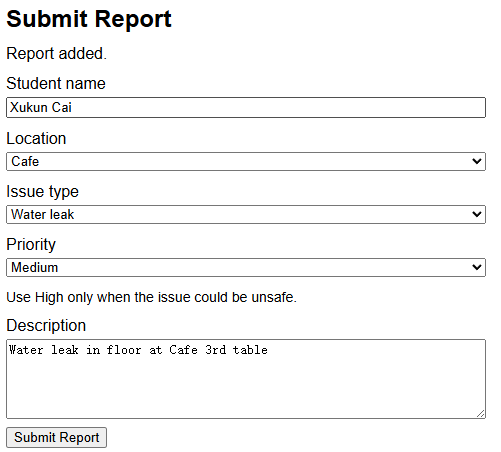 Submit Report
Report added.
Student name
Xukun Cai
Location
Cafe
Issue type
Water leak
Priority
Medium
Use High only when the issue could be unsafe.
Description
Water leak in floor at Cafe 3rd table
Submit Report